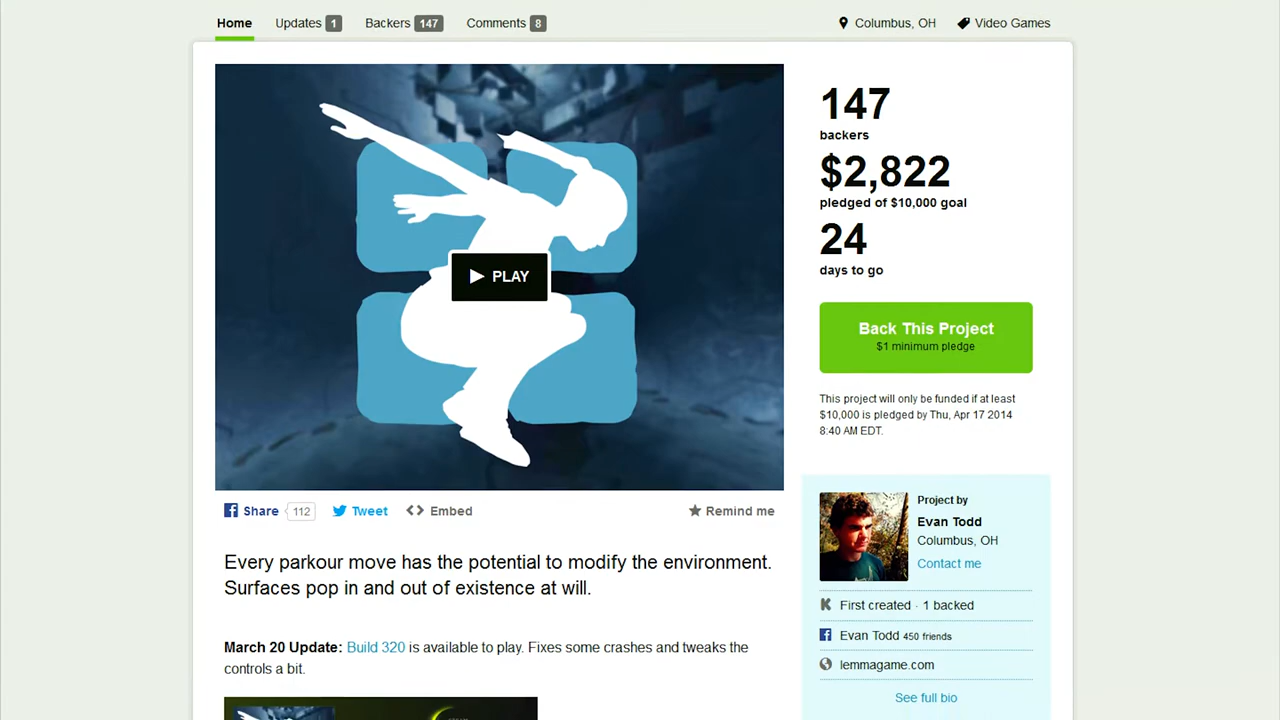 Home Updates 1 Backers 147 Comments 8 Columbus, OH Video Games
PLAY
147
backers
$2,822
pledged of $10,000 goal
24
days to go
Back This Project
$1 minimum pledge
This project will only be funded if at least
$10,000 is pledged by Thu, Apr 17 2014
8:40 AM EDT.
Share 112 Tweet Embed Remind me
Every parkour move has the potential to modify the environment.
Surfaces pop in and out of existence at will.
March 20 Update: Build 320 is available to play. Fixes some crashes and tweaks the
controls a bit.
Project by
Evan Todd
Columbus, OH
Contact me
First created · 1 backed
Evan Todd 450 friends
lemmagame.com
See full bio